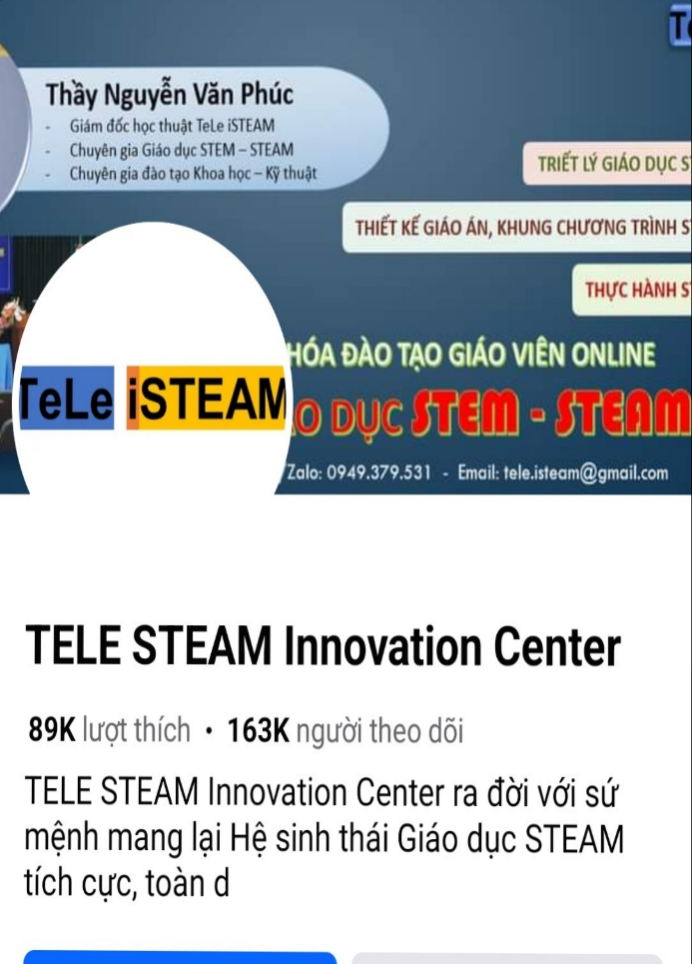 Thầy Nguyễn Văn Phúc
- Giám đốc học thuật TeLe iSTEAM
- Chuyên gia Giáo dục STEM – STEAM
- Chuyên gia đào tạo Khoa học – Kỹ thuật
TRIẾT LÝ GIÁO DỤC
THIẾT KẾ GIÁO ÁN, KHUNG CHƯƠNG TRÌNH
THỰC HÀNH
HÓA ĐÀO TẠO GIÁO VIÊN ONLINE
TeLe iSTEAM
O DỤC STEM - STEAM
Zalo: 0949.379.531 - Email: tele.isteam@gmail.com
TELE STEAM Innovation Center
89K lượt thích • 163K người theo dõi
TELE STEAM Innovation Center ra đời với sứ
mệnh mang lại Hệ sinh thái Giáo dục STEAM
tích cực, toàn d